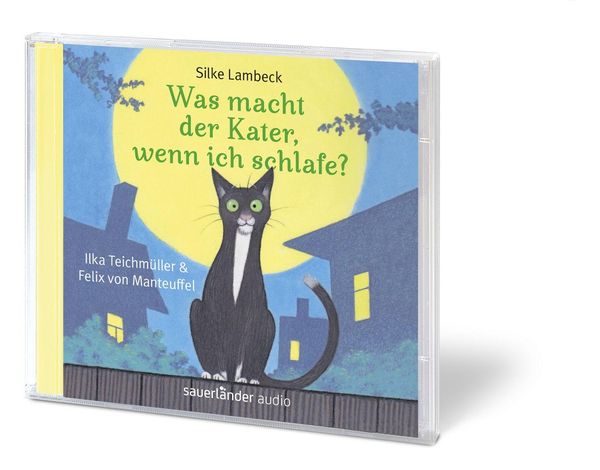 Silke Lambeck
Was macht
der Kater,
wenn ich schlafe?
Ilka Teichmüller &
Felix von Manteuffel
sauerländer audio